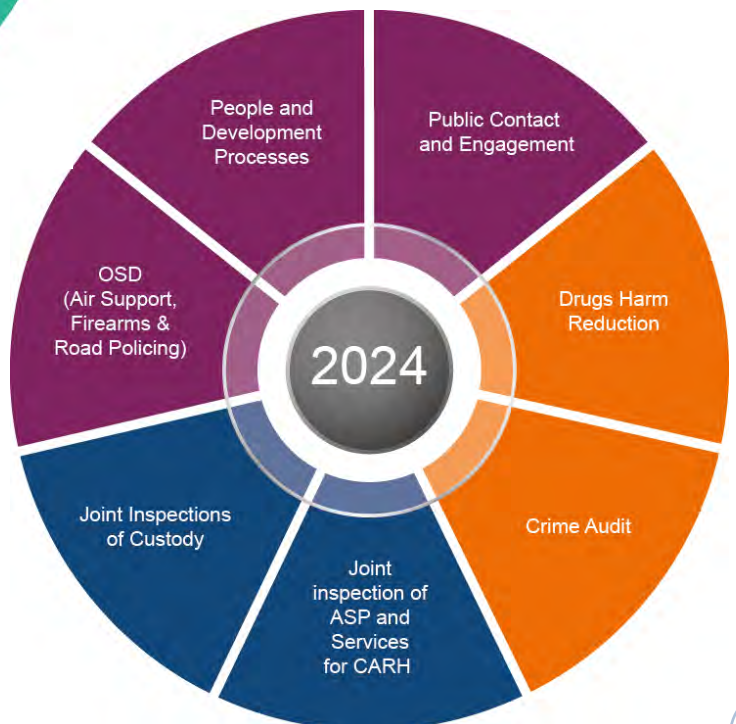 People and
Development
Processes
Public Contact
and Engagement
OSD
(Air Support,
Firearms &
Road Policing)
2024
Drugs Harm
Reduction
Joint Inspections
of Custody
Joint
inspection of
ASP and
Services
for CARH
Crime Audit